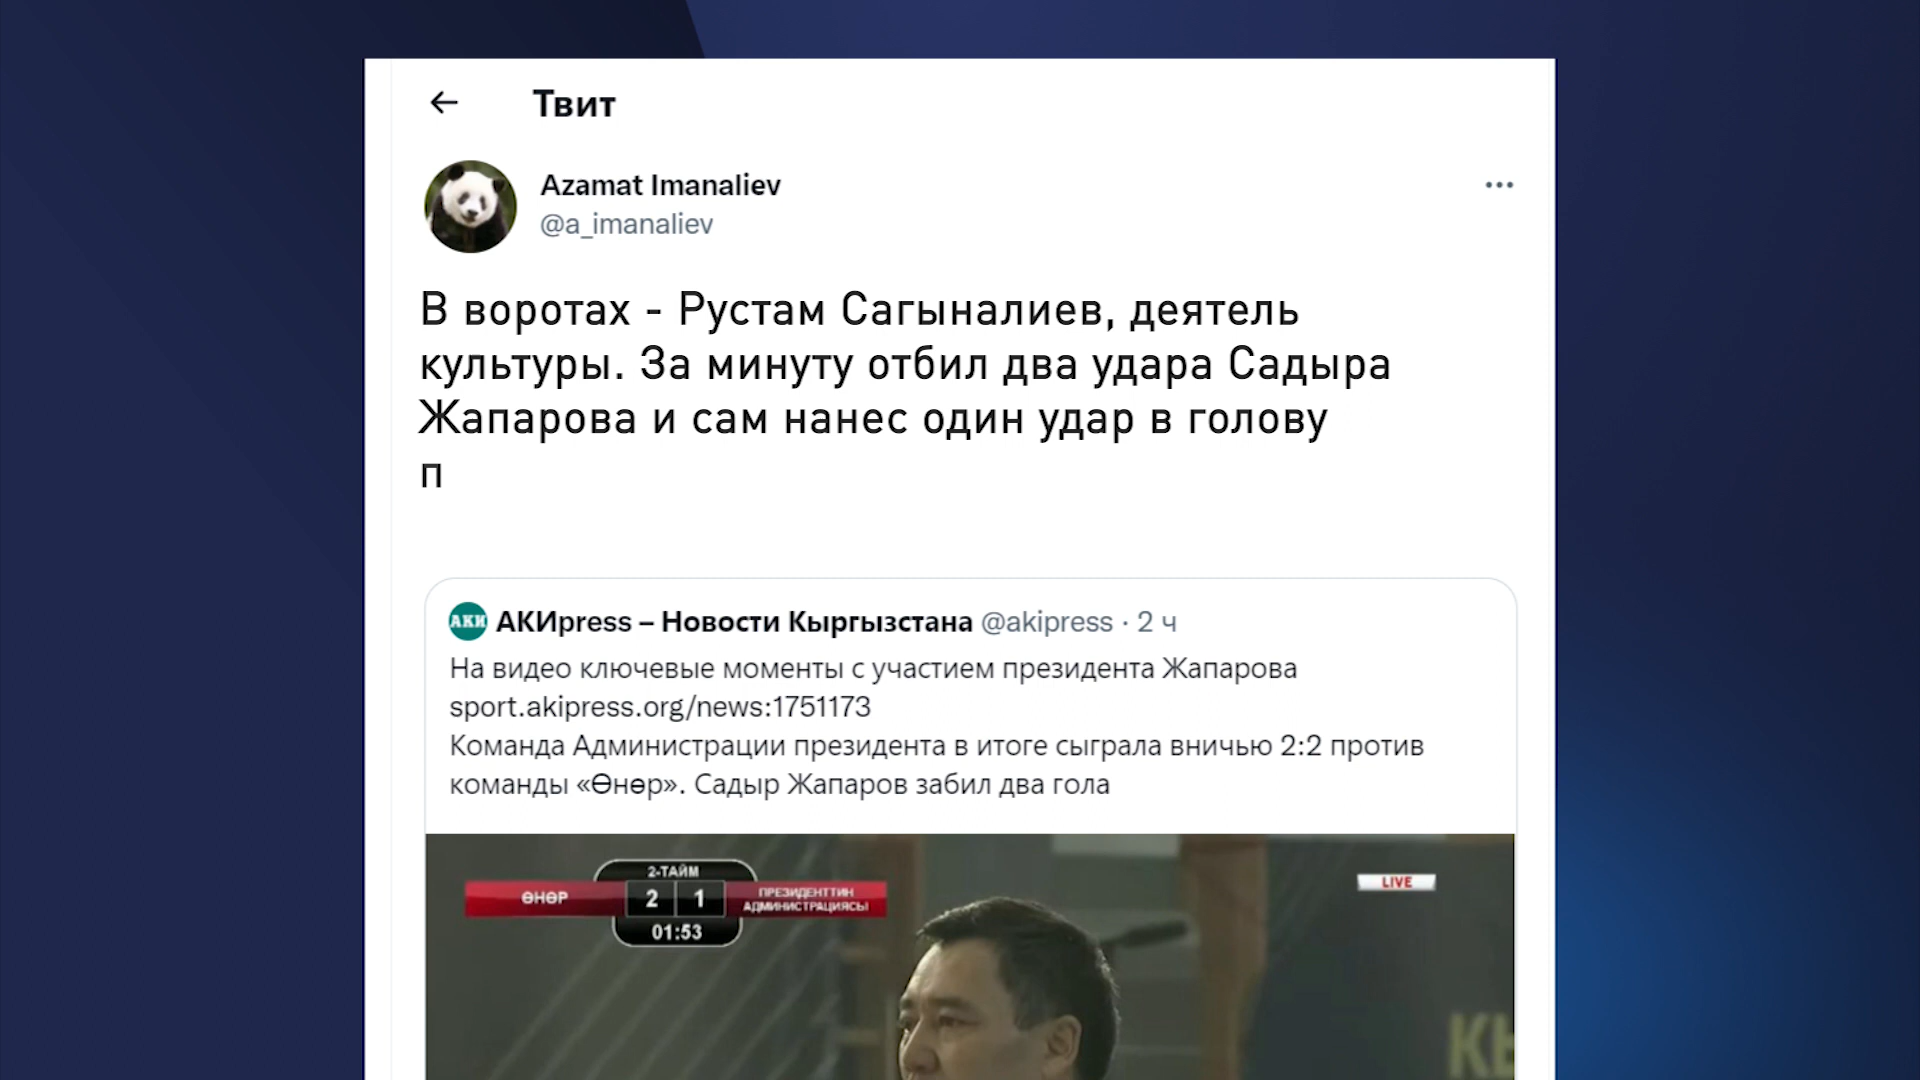 Твит
Azamat Imanaliev
@a_imanaliev
В воротах - Рустам Сагыналиев, деятель
культуры. За минуту отбил два удара Садыра
Жапарова и сам нанес один удар в голову
п
АКИ АКИpress – Новости Кыргызстана @akipress · 2 ч
На видео ключевые моменты с участием президента Жапарова
sport.akipress.org/news:1751173
Команда Администрации президента в итоге сыграла вничью 2:2 против
команды «Өнөр». Садыр Жапаров забил два гола
2-ТАЙМ
ӨНӨР 2 1 ПРЕЗИДЕНТТИН
АДМИНИСТРАЦИЯСЫ
01:53
LIVE
КЫ